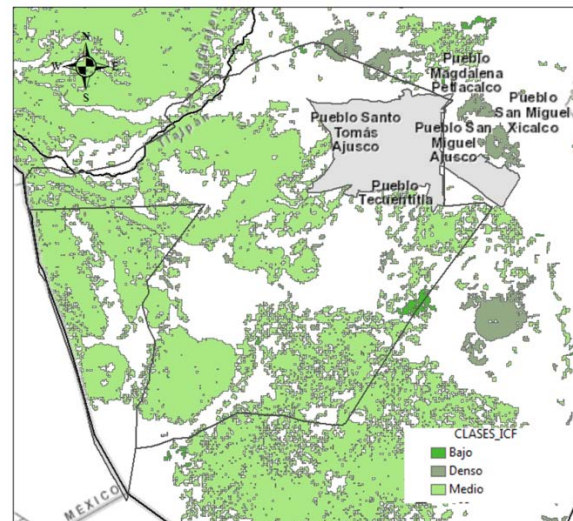 N
W
E
S
Tlalpan
Pueblo
Magdalena
Petlacalco
Pueblo
San Miguel
Xicalco
Pueblo Santo
Tomás
Ajusco
Pueblo San
Miguel
Ajusco
Pueblo
Tecuentitla
MEXICO
CLASES_ICF
Bajo
Denso
Medio